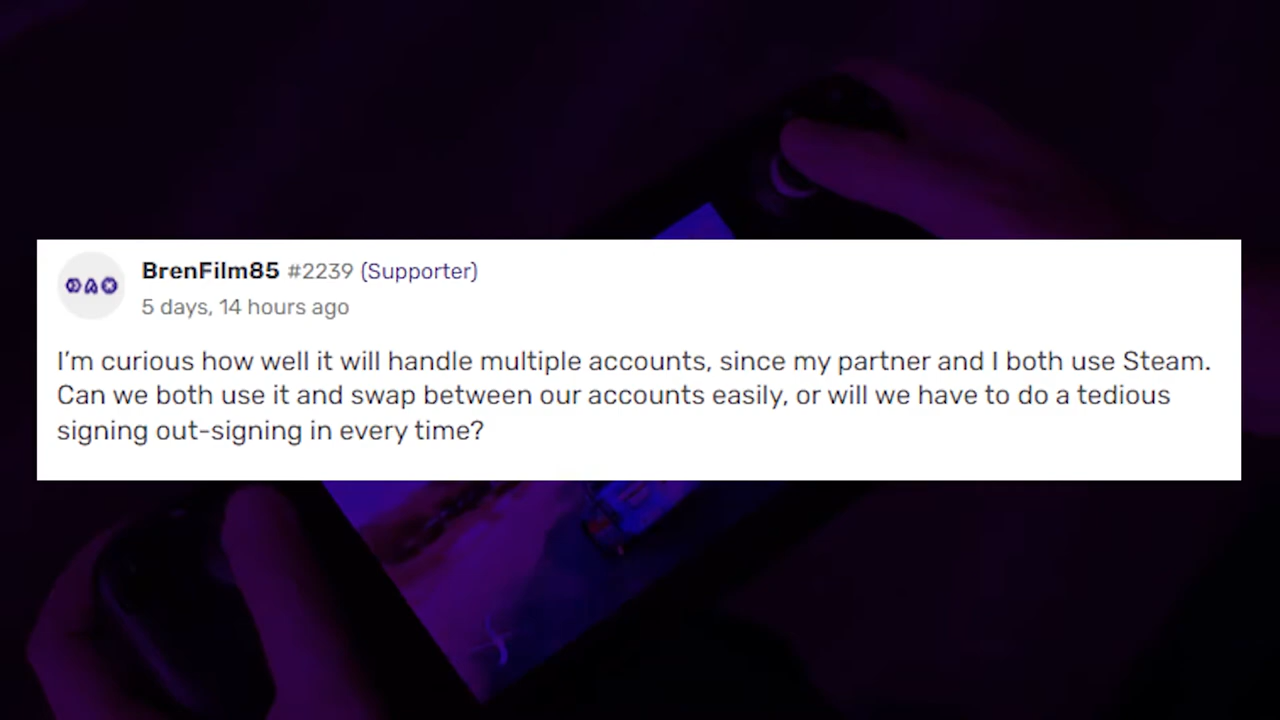 BrenFilm85 #2239 (Supporter)
5 days, 14 hours ago
I’m curious how well it will handle multiple accounts, since my partner and I both use Steam.
Can we both use it and swap between our accounts easily, or will we have to do a tedious
signing out-signing in every time?